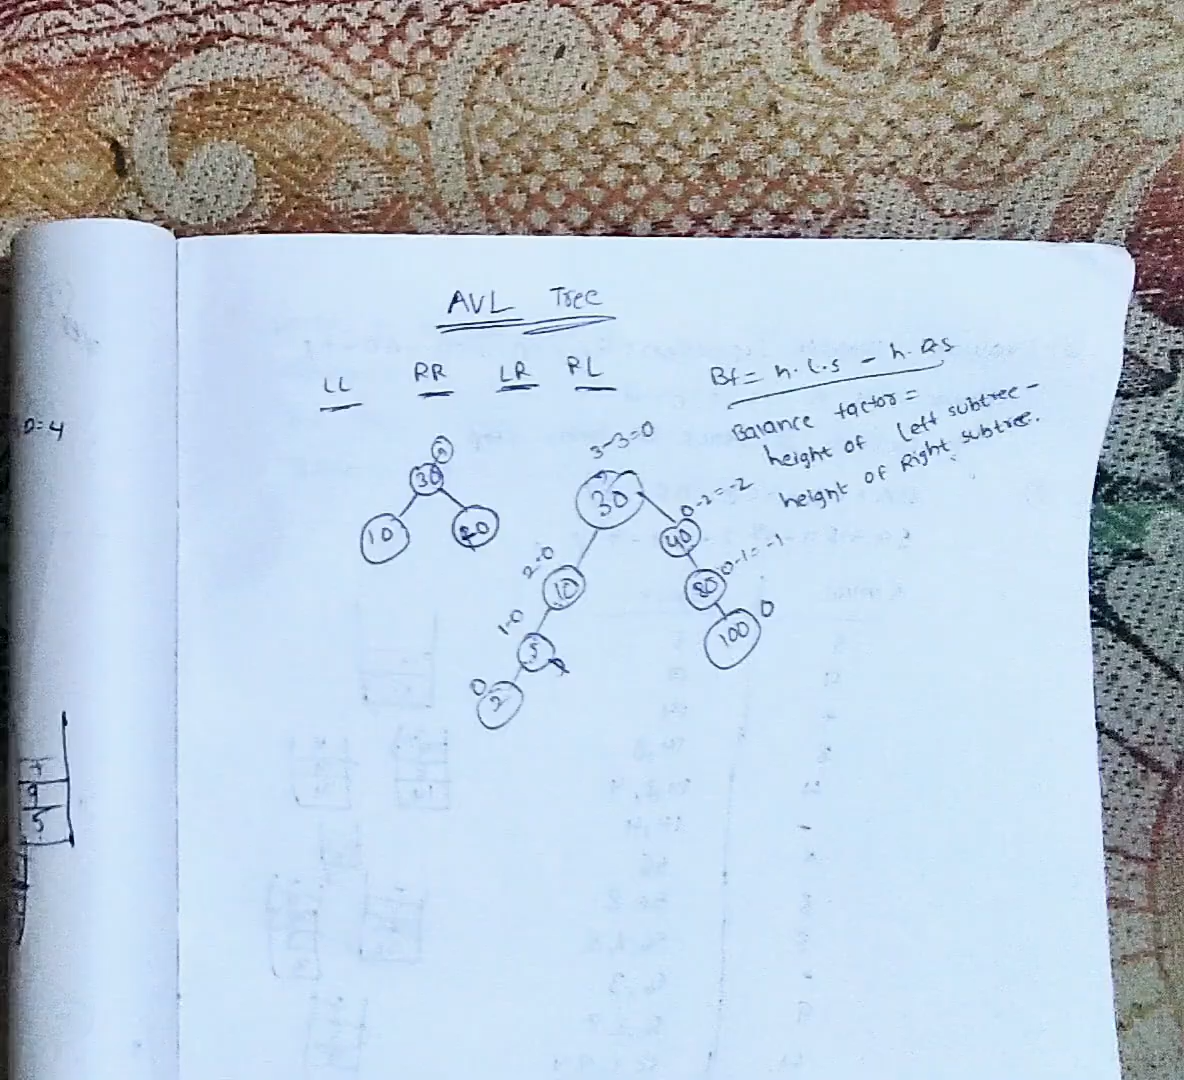 AVL Tree
LL RR LR RL
Bf = h.l.s - h.R.s
Balance factor =
height of left subtree -
height of Right subtree.
D=4
0
30
10
3-3=0
30
0-2=-2
40
2-0
10
0-1=-1
80
1-0
5
0
100
0
2